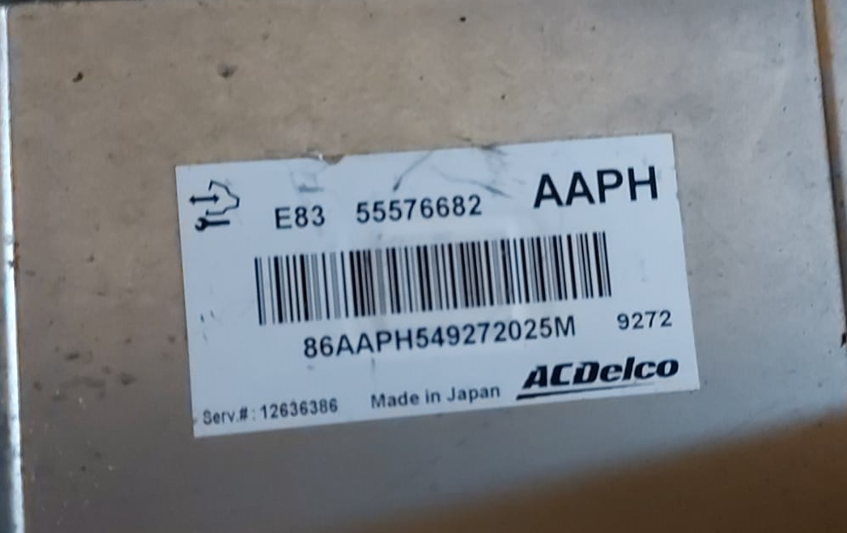 E83 55576682 AAPH
86AAPH549272025M 9272
Serv.#: 12636386 Made in Japan ACDelco